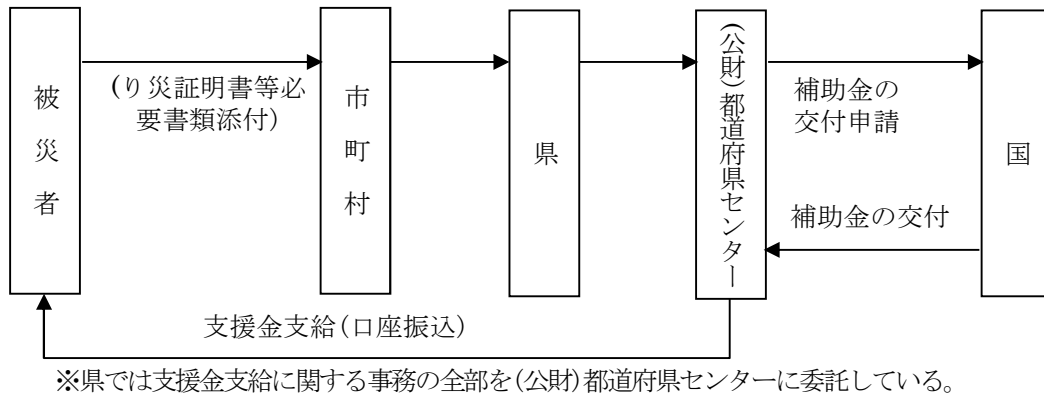 被災者
(り災証明書等必
要書類添付)
市町村
県
(公財)都道府県センター
補助金の
交付申請
国
補助金の交付
支援金支給(口座振込)
※県では支援金支給に関する事務の全部を(公財)都道府県センターに委託している。